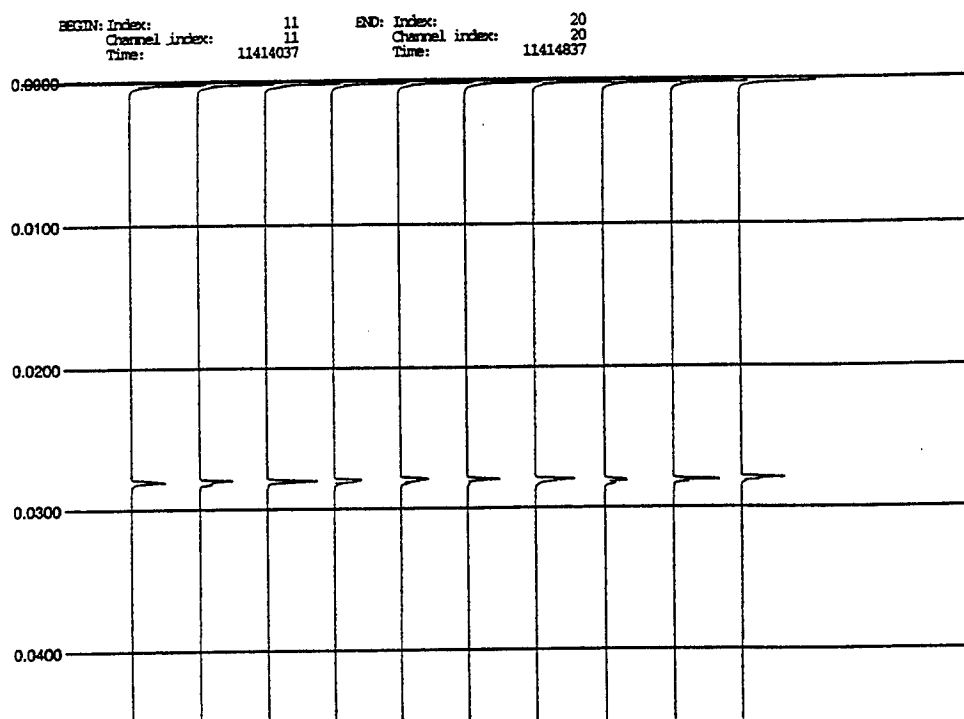 BEGIN: Index: 11 END: Index: 20
Channel index: 11 Channel index: 20
Time: 11414037 Time: 11414837
0.0000
0.0100
0.0200
0.0300
0.0400